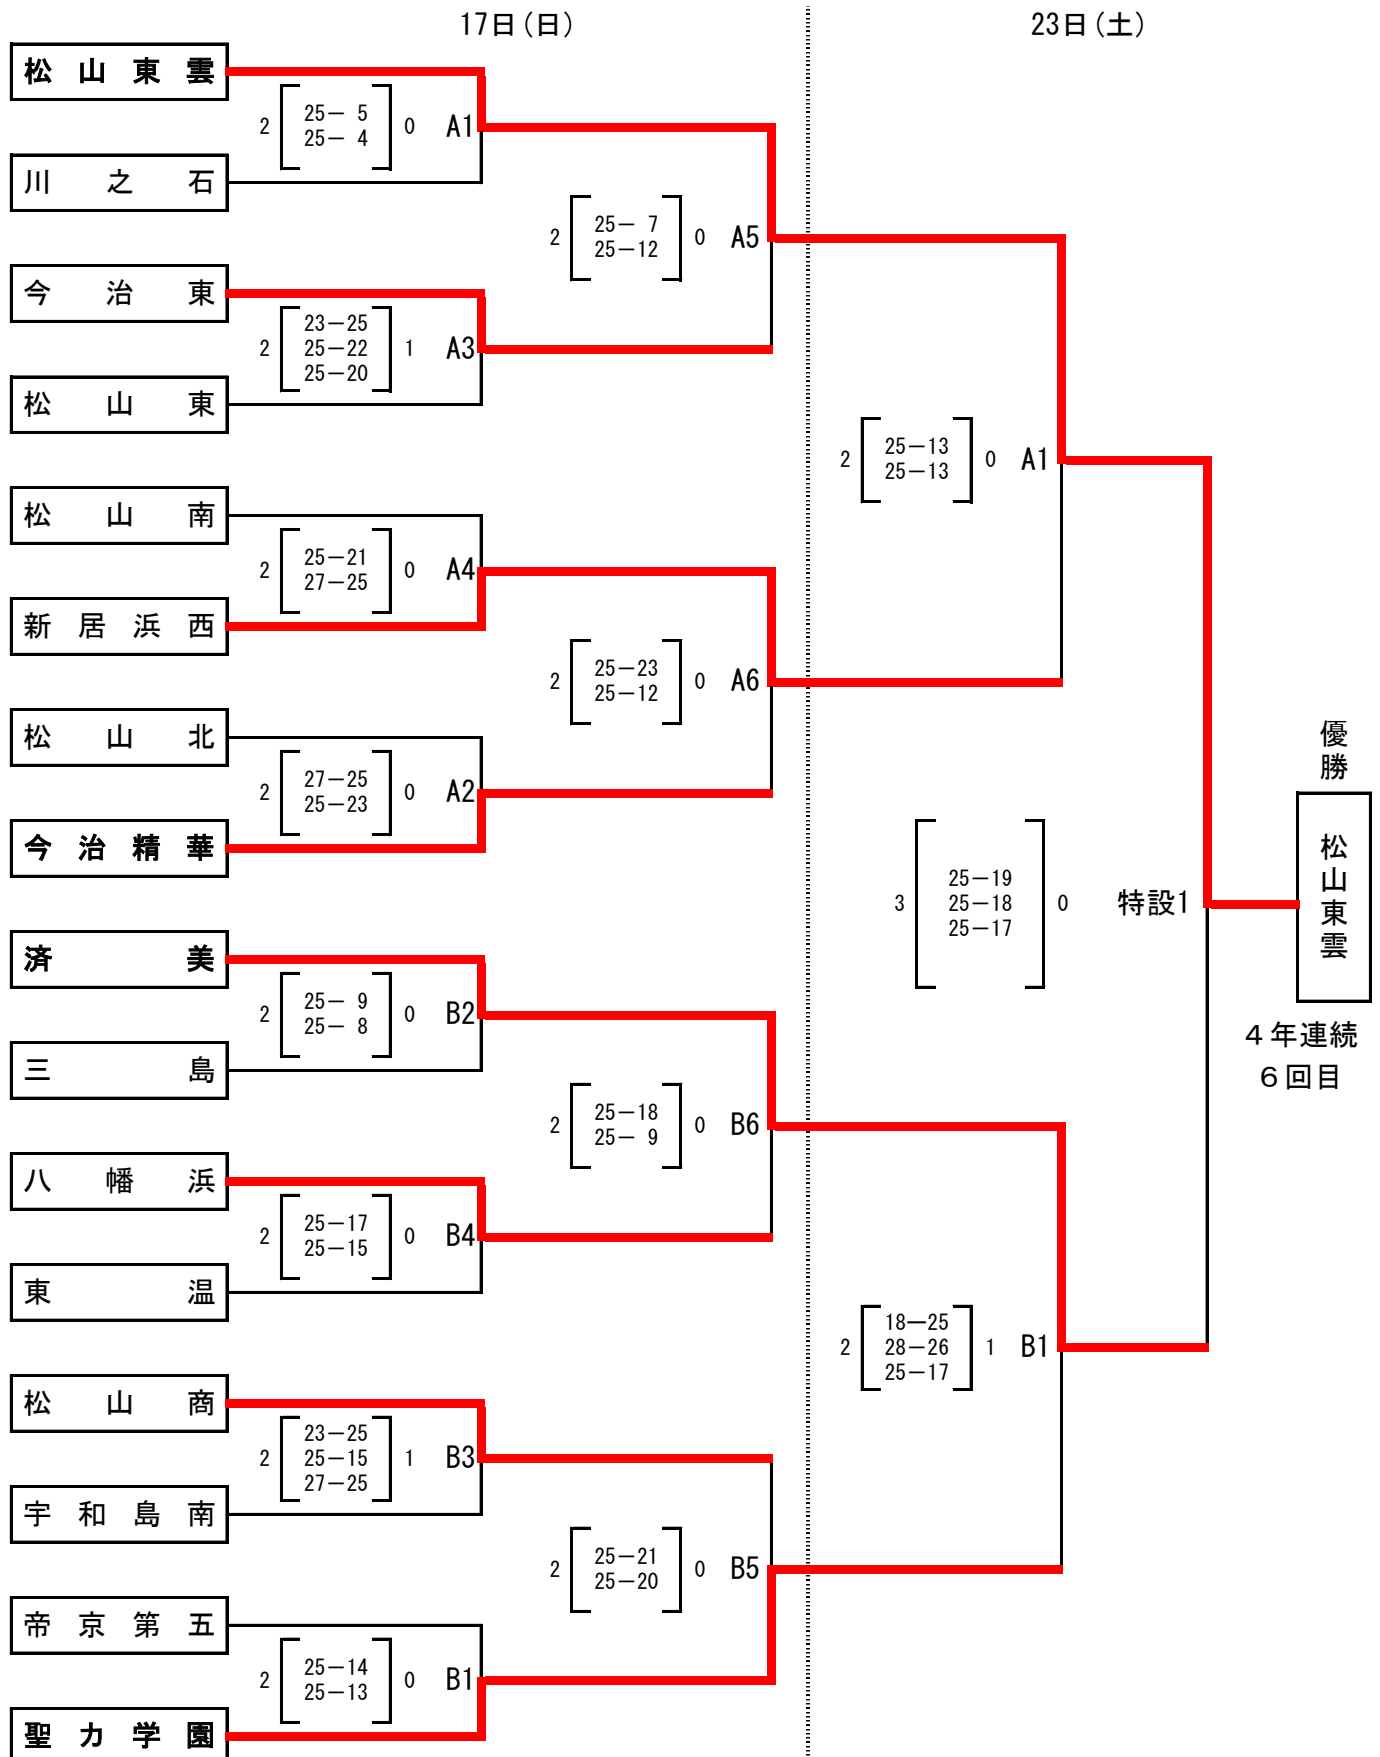 17日(日)
23日(土)
松山東雲
2 25－ 5 0 A1
25－ 4
川之石
2 25－ 7 0 A5
25－12
今治東
23－25
2 25－22 1 A3
25－20
松山東
2 25－13 0 A1
25－13
松山南
2 25－21 0 A4
27－25
新居浜西
2 25－23 0 A6
25－12
松山北
2 27－25 0 A2
25－23
今治精華
優勝
松山東雲
4年連続
6回目
25－19
3 25－18 0 特設1
25－17
済美
2 25－ 9 0 B2
25－ 8
三島
2 25－18 0 B6
25－ 9
八幡浜
2 25－17 0 B4
25－15
東温
18－25
2 28－26 1 B1
25－17
松山商
23－25
2 25－15 1 B3
27－25
宇和島南
2 25－21 0 B5
25－20
帝京第五
2 25－14 0 B1
25－13
聖カ学園